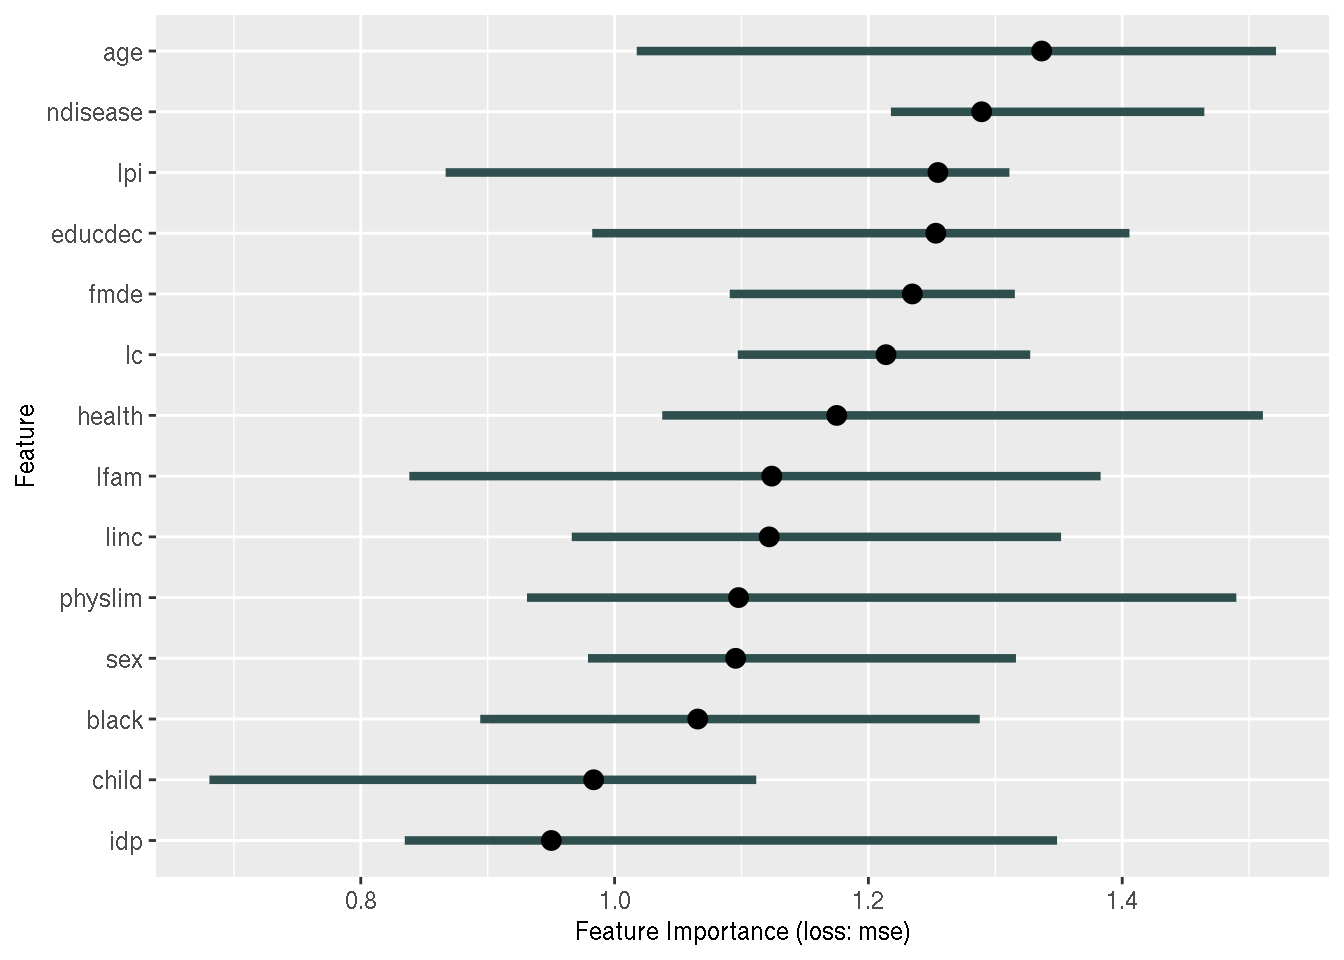 age
ndisease
lpi
educdec
fmde
lc
health
lfam
linc
physlim
sex
black
child
idp
Feature
0.8 1.0 1.2 1.4
Feature Importance (loss: mse)